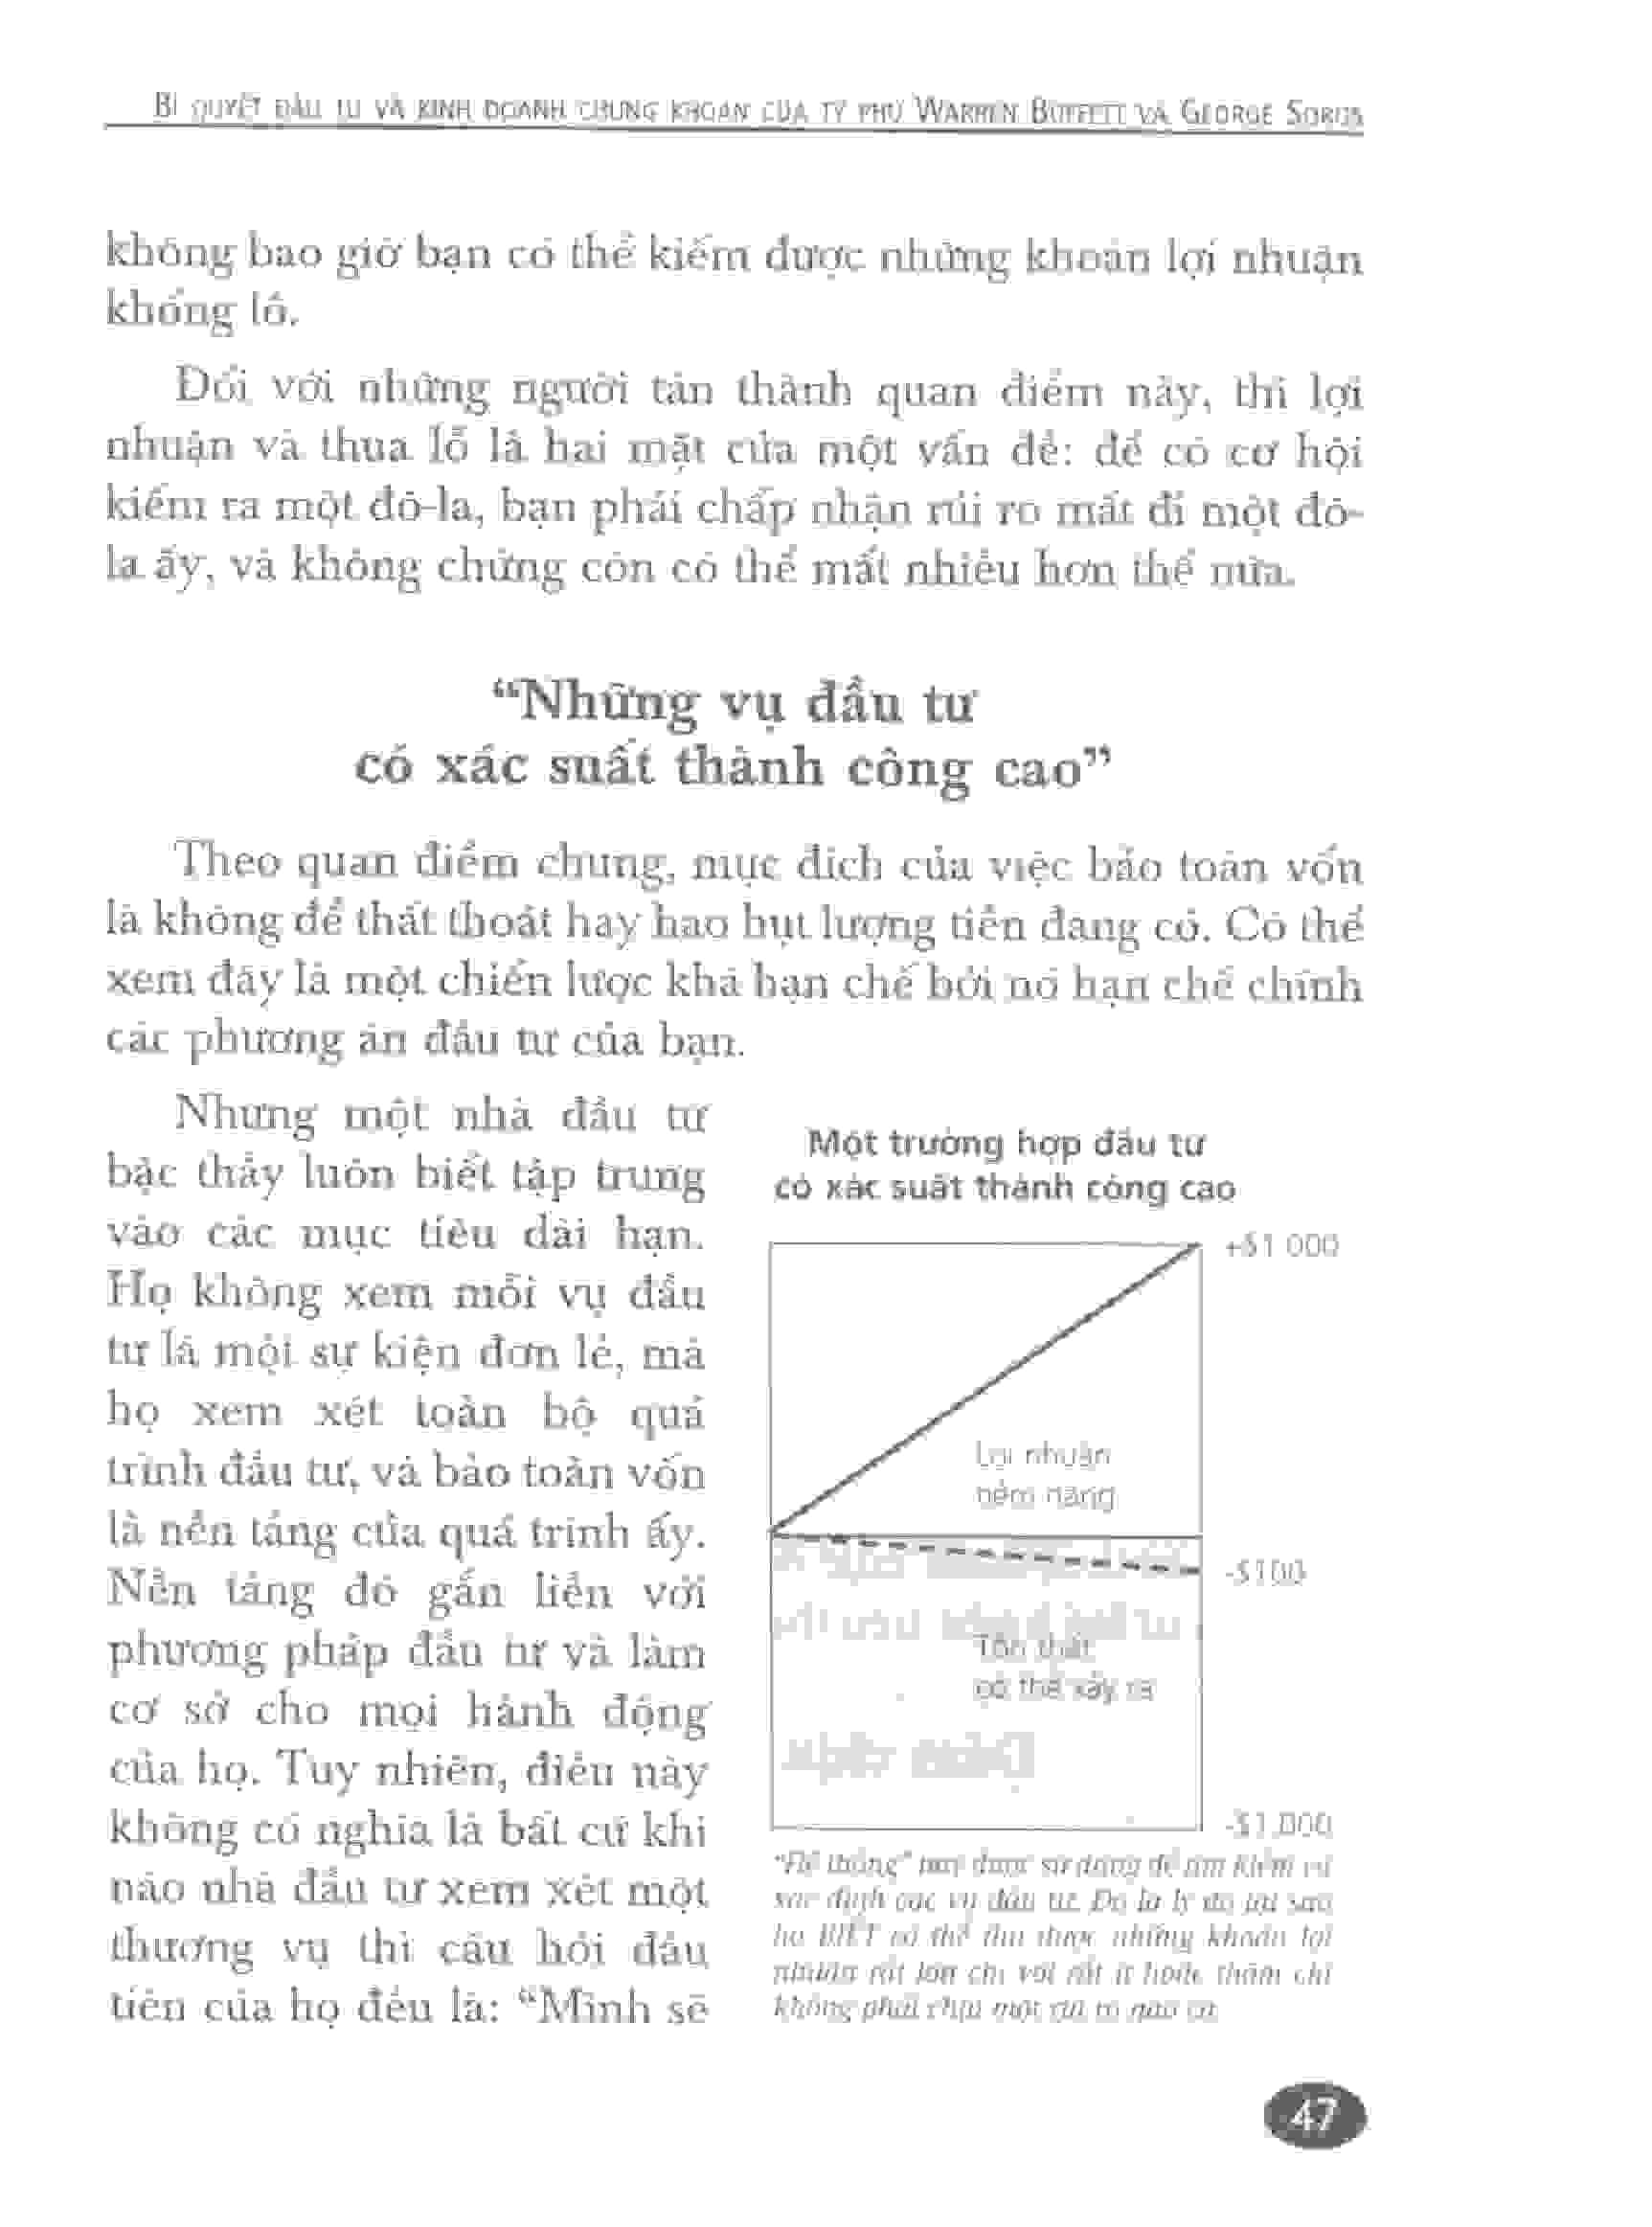 BÍ QUYẾT ĐẦU TƯ VÀ KINH DOANH CHỨNG KHOÁN CỦA TỶ PHÚ WARREN BUFFETT VÀ GEORGE SOROS
không bao giờ bạn có thể kiếm được những khoản lợi nhuận
khổng lồ.
Đối với những người tán thành quan điểm này, thì lợi
nhuận và thua lỗ là hai mặt của một vấn đề: để có cơ hội
kiếm ra một đô-la, bạn phải chấp nhận rủi ro mất đi một đô-
la ấy, và không chừng còn có thể mất nhiều hơn thế nữa.
“Những vụ đầu tư
có xác suất thành công cao”
Theo quan điểm chung, mục đích của việc bảo toàn vốn
là không để thất thoát hay hao hụt lượng tiền đang có. Có thể
xem đây là một chiến lược khá hạn chế bởi nó hạn chế chính
các phương án đầu tư của bạn.
Nhưng một nhà đầu tư
bậc thầy luôn biết tập trung
vào các mục tiêu dài hạn.
Họ không xem mỗi vụ đầu
tư là một sự kiện đơn lẻ, mà
họ xem xét toàn bộ quá
trình đầu tư, và bảo toàn vốn
là nền tảng của quá trình ấy.
Nền tảng đó gắn liền với
phương pháp đầu tư và làm
cơ sở cho mọi hành động
của họ. Tuy nhiên, điều này
không có nghĩa là bất cứ khi
nào nhà đầu tư xem xét một
thương vụ thì câu hỏi đầu
tiên của họ đều là: “Mình sẽ
Một trường hợp đầu tư
có xác suất thành công cao
+$1.000
Lợi nhuận
tiềm năng
-$100
Tổn thất
có thể xảy ra
-$1.000
“Hệ thống” này được sử dụng để tìm kiếm và
xác định các vụ đầu tư. Đó là lý do tại sao
họ BIẾT có thể thu được những khoản lợi
nhuận rất lớn chỉ với rất ít hoặc thậm chí
không phải chịu một rủi ro nào cả.
47